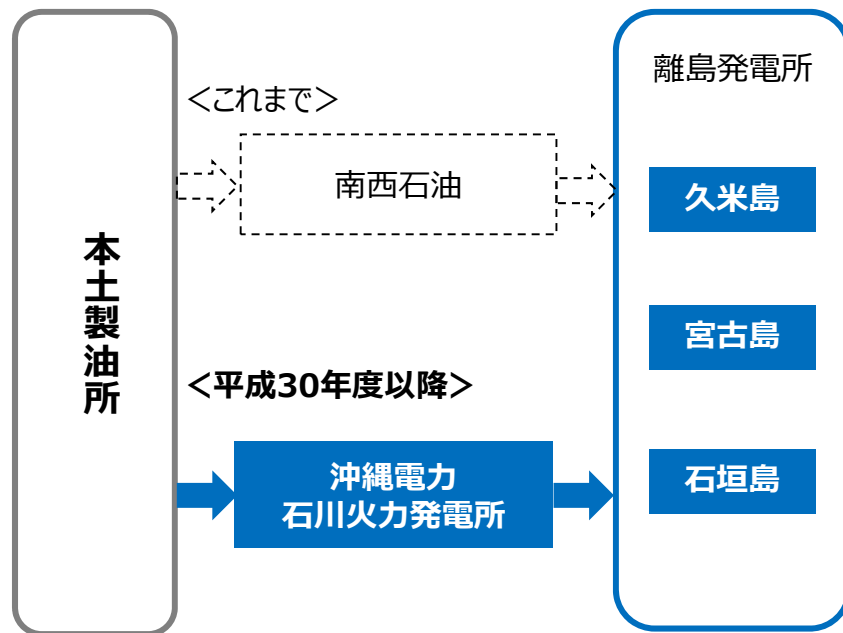 本土製油所
＜これまで＞
南西石油
＜平成30年度以降＞
沖縄電力
石川火力発電所
離島発電所
久米島
宮古島
石垣島